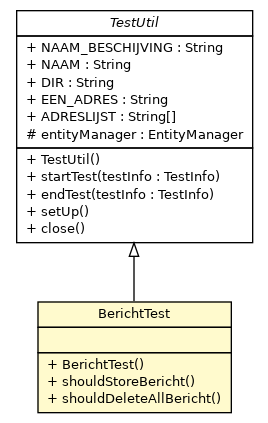 TestUtil
+ NAAM_BESCHIJVING : String
+ NAAM : String
+ DIR : String
+ EEN_ADRES : String
+ ADRESLIJST : String[]
# entityManager : EntityManager
+ TestUtil()
+ startTest(testInfo : TestInfo)
+ endTest(testInfo : TestInfo)
+ setUp()
+ close()
BerichtTest
+ BerichtTest()
+ shouldStoreBericht()
+ shouldDeleteAllBericht()